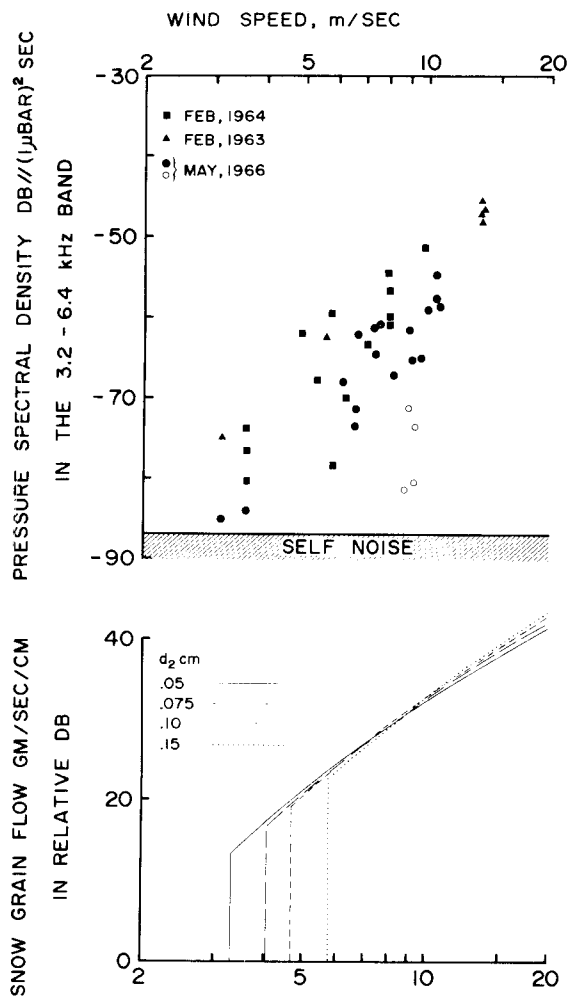 WIND SPEED, m/SEC
2 5 10 20
-30
-50
-70
-90
PRESSURE SPECTRAL DENSITY DB//(1µBAR)² SEC
IN THE 3.2 - 6.4 kHz BAND
FEB, 1964
FEB, 1963
} MAY, 1966
SELF NOISE
SNOW GRAIN FLOW GM/SEC/CM
IN RELATIVE DB
40
20
0
d₂ cm
.05
.075
.10
.15
2 5 10 20